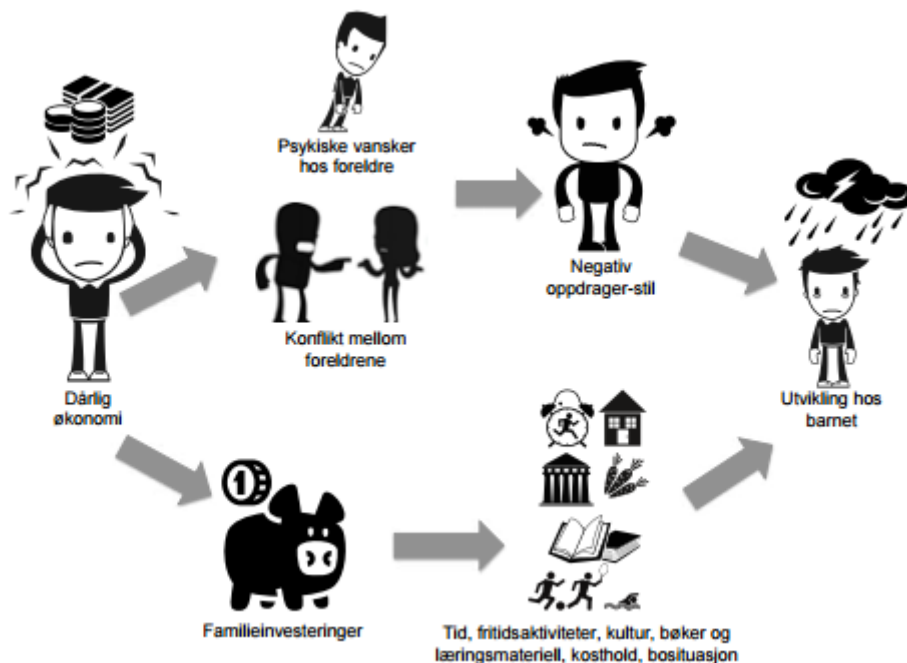 Psykiske vansker
hos foreldre
Negativ
oppdrager-stil
Konflikt mellom
foreldrene
Dårlig
økonomi
Utvikling hos
barnet
1
Familieinvesteringer
Tid, fritidsaktiviteter, kultur, bøker og
læringsmateriell, kosthold, bosituasjon